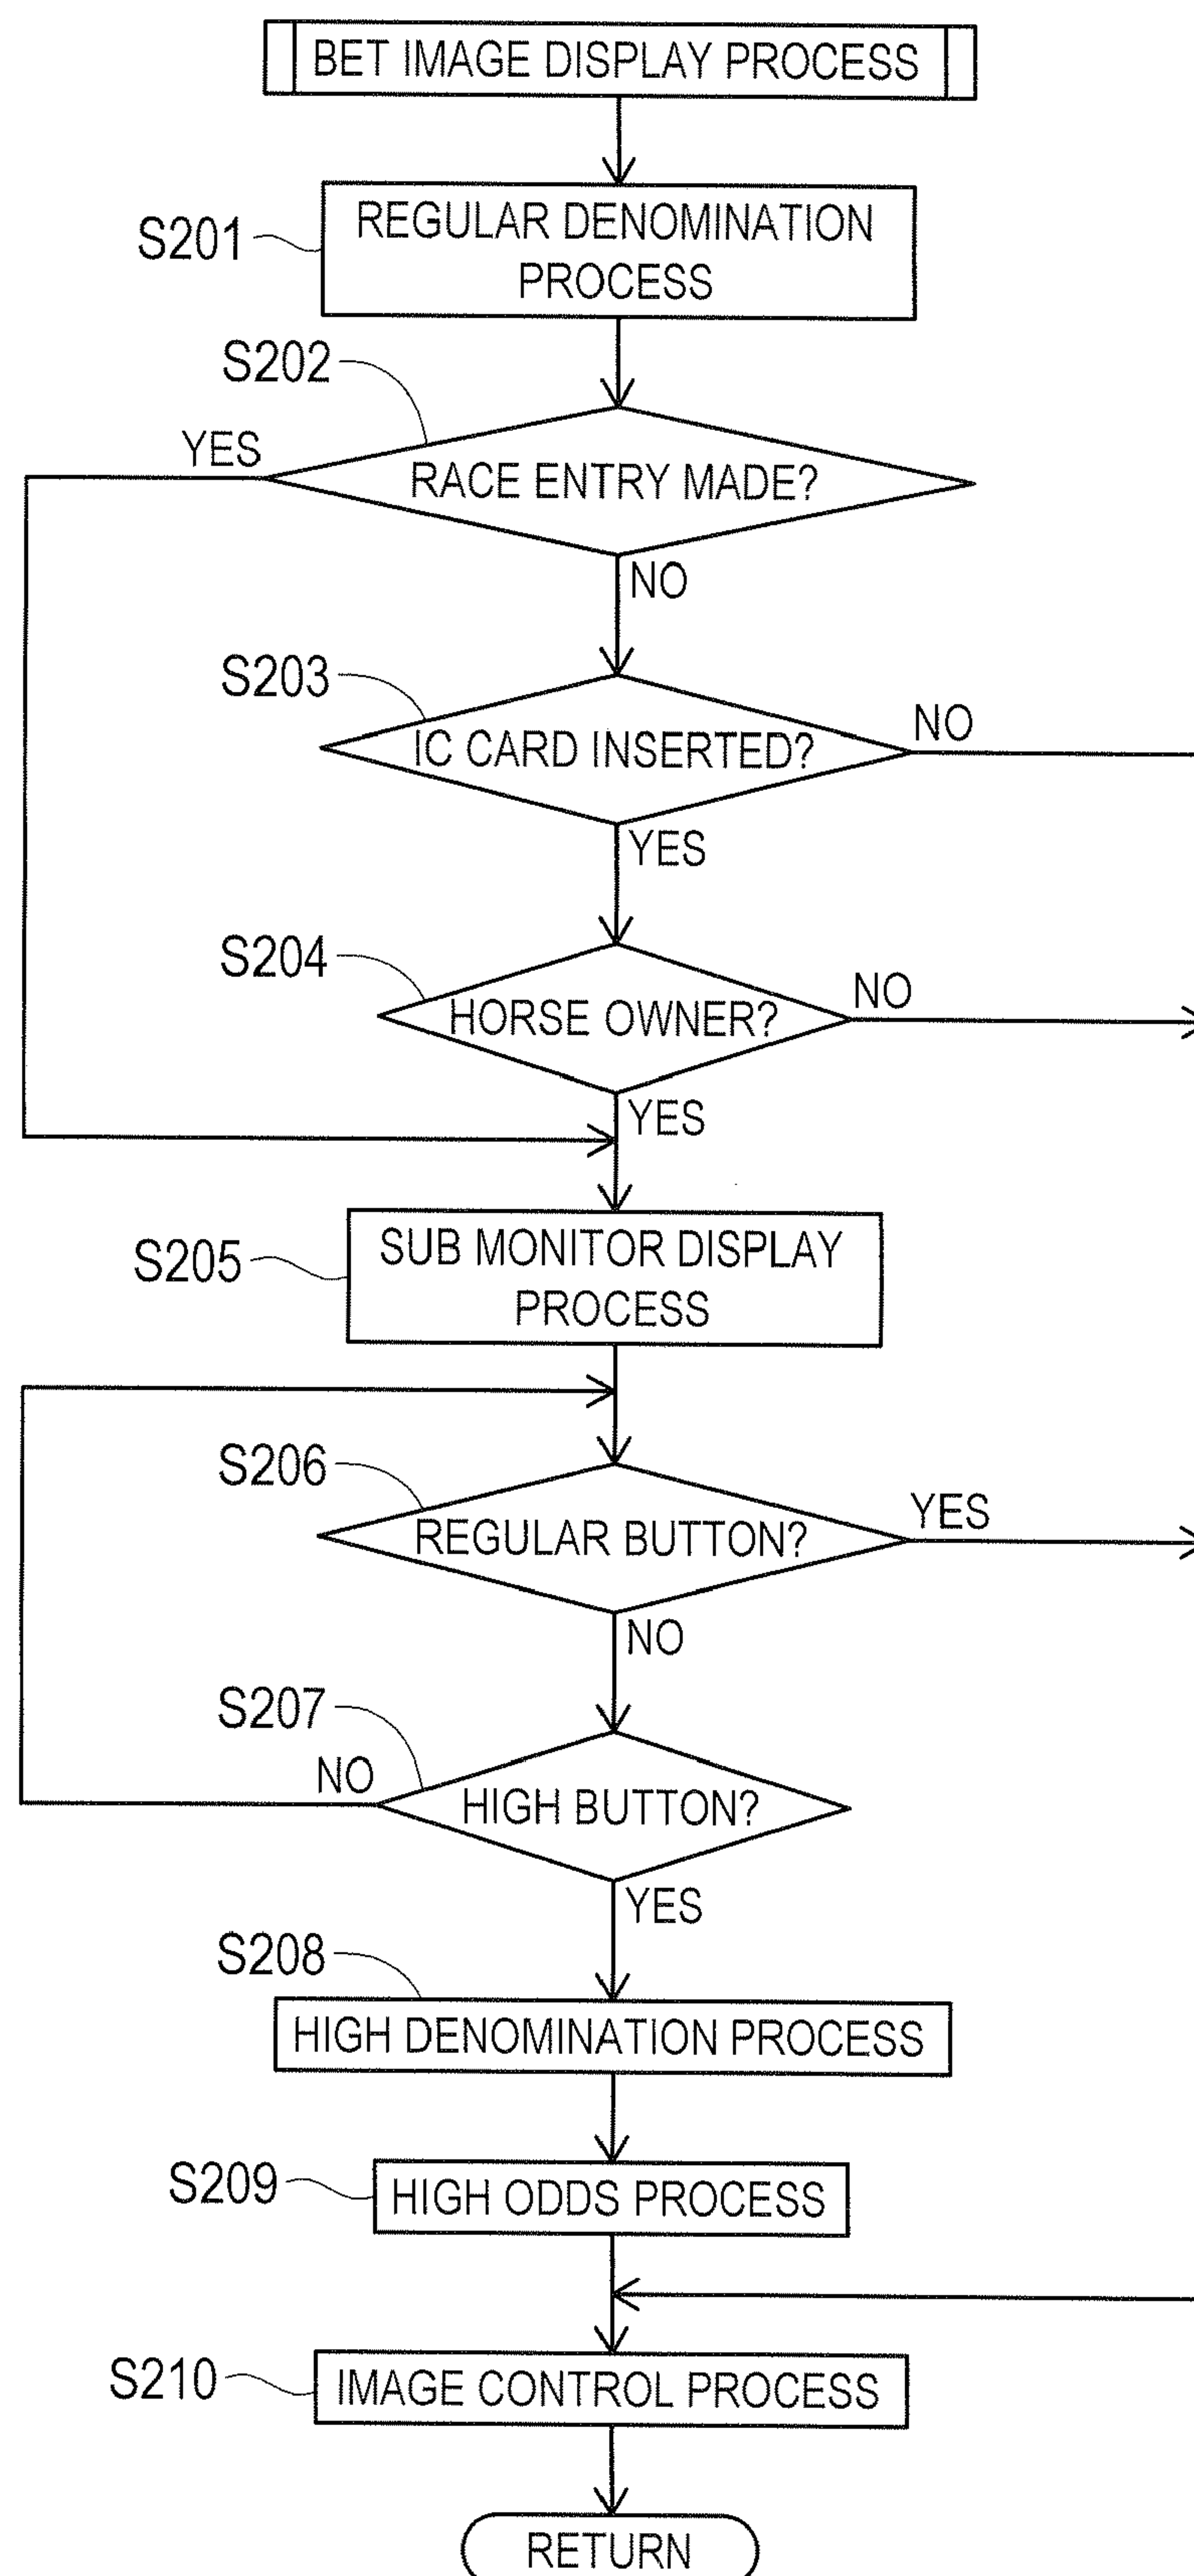 BET IMAGE DISPLAY PROCESS
S201
REGULAR DENOMINATION
PROCESS
S202
YES
RACE ENTRY MADE?
NO
S203
IC CARD INSERTED?
NO
YES
S204
HORSE OWNER?
NO
YES
S205
SUB MONITOR DISPLAY
PROCESS
S206
REGULAR BUTTON?
YES
NO
S207
NO
HIGH BUTTON?
YES
S208
HIGH DENOMINATION PROCESS
S209
HIGH ODDS PROCESS
S210
IMAGE CONTROL PROCESS
RETURN